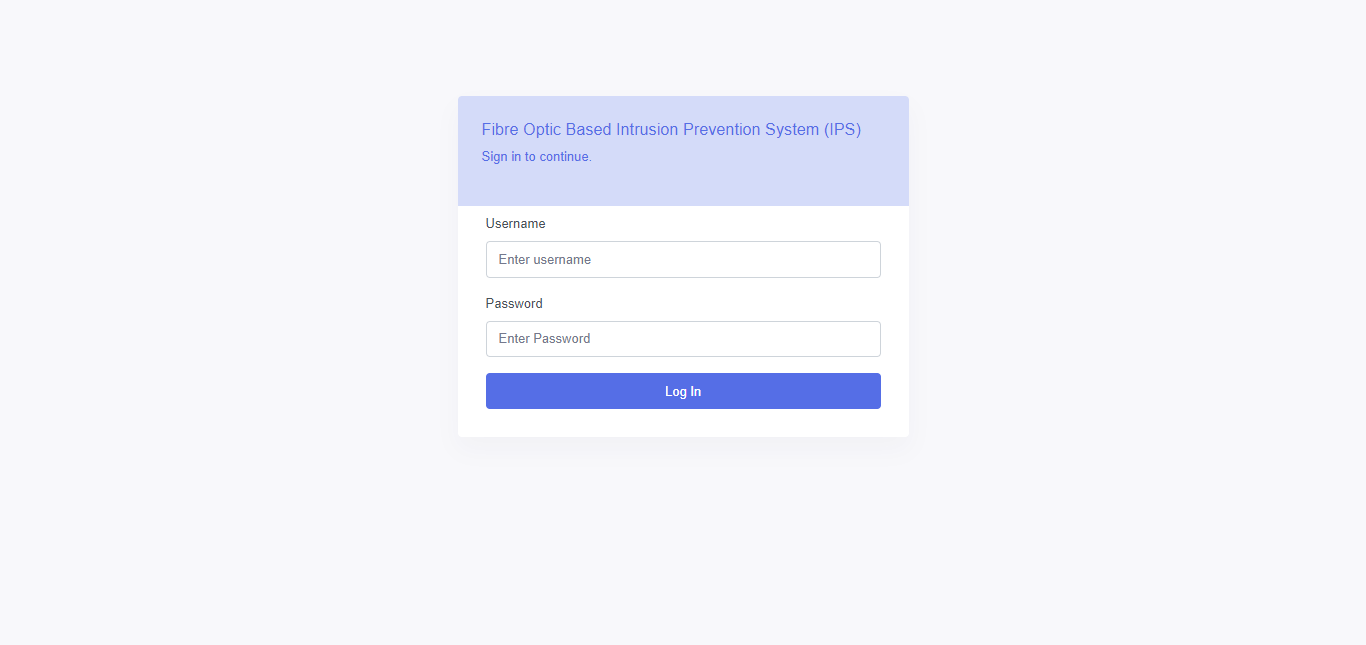 Fibre Optic Based Intrusion Prevention System (IPS)
Sign in to continue.
Username
Enter username
Password
Enter Password
Log In